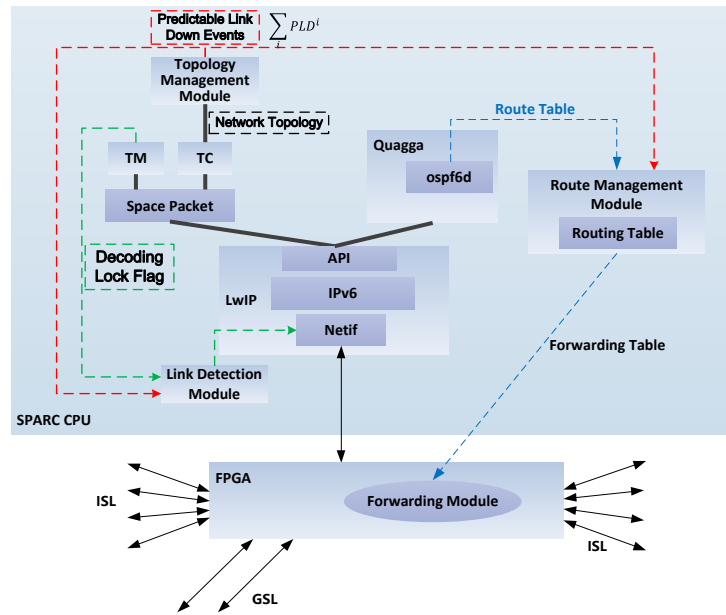 Predictable Link
Down Events
∑ PLDⁱ
i
Topology
Management
Module
Network Topology
Route Table
Quagga
TM
TC
ospf6d
Space Packet
Route Management
Module
Routing Table
Decoding
Lock Flag
API
LwIP
IPv6
Netif
Forwarding Table
Link Detection
Module
SPARC CPU
FPGA
ISL
Forwarding Module
ISL
GSL